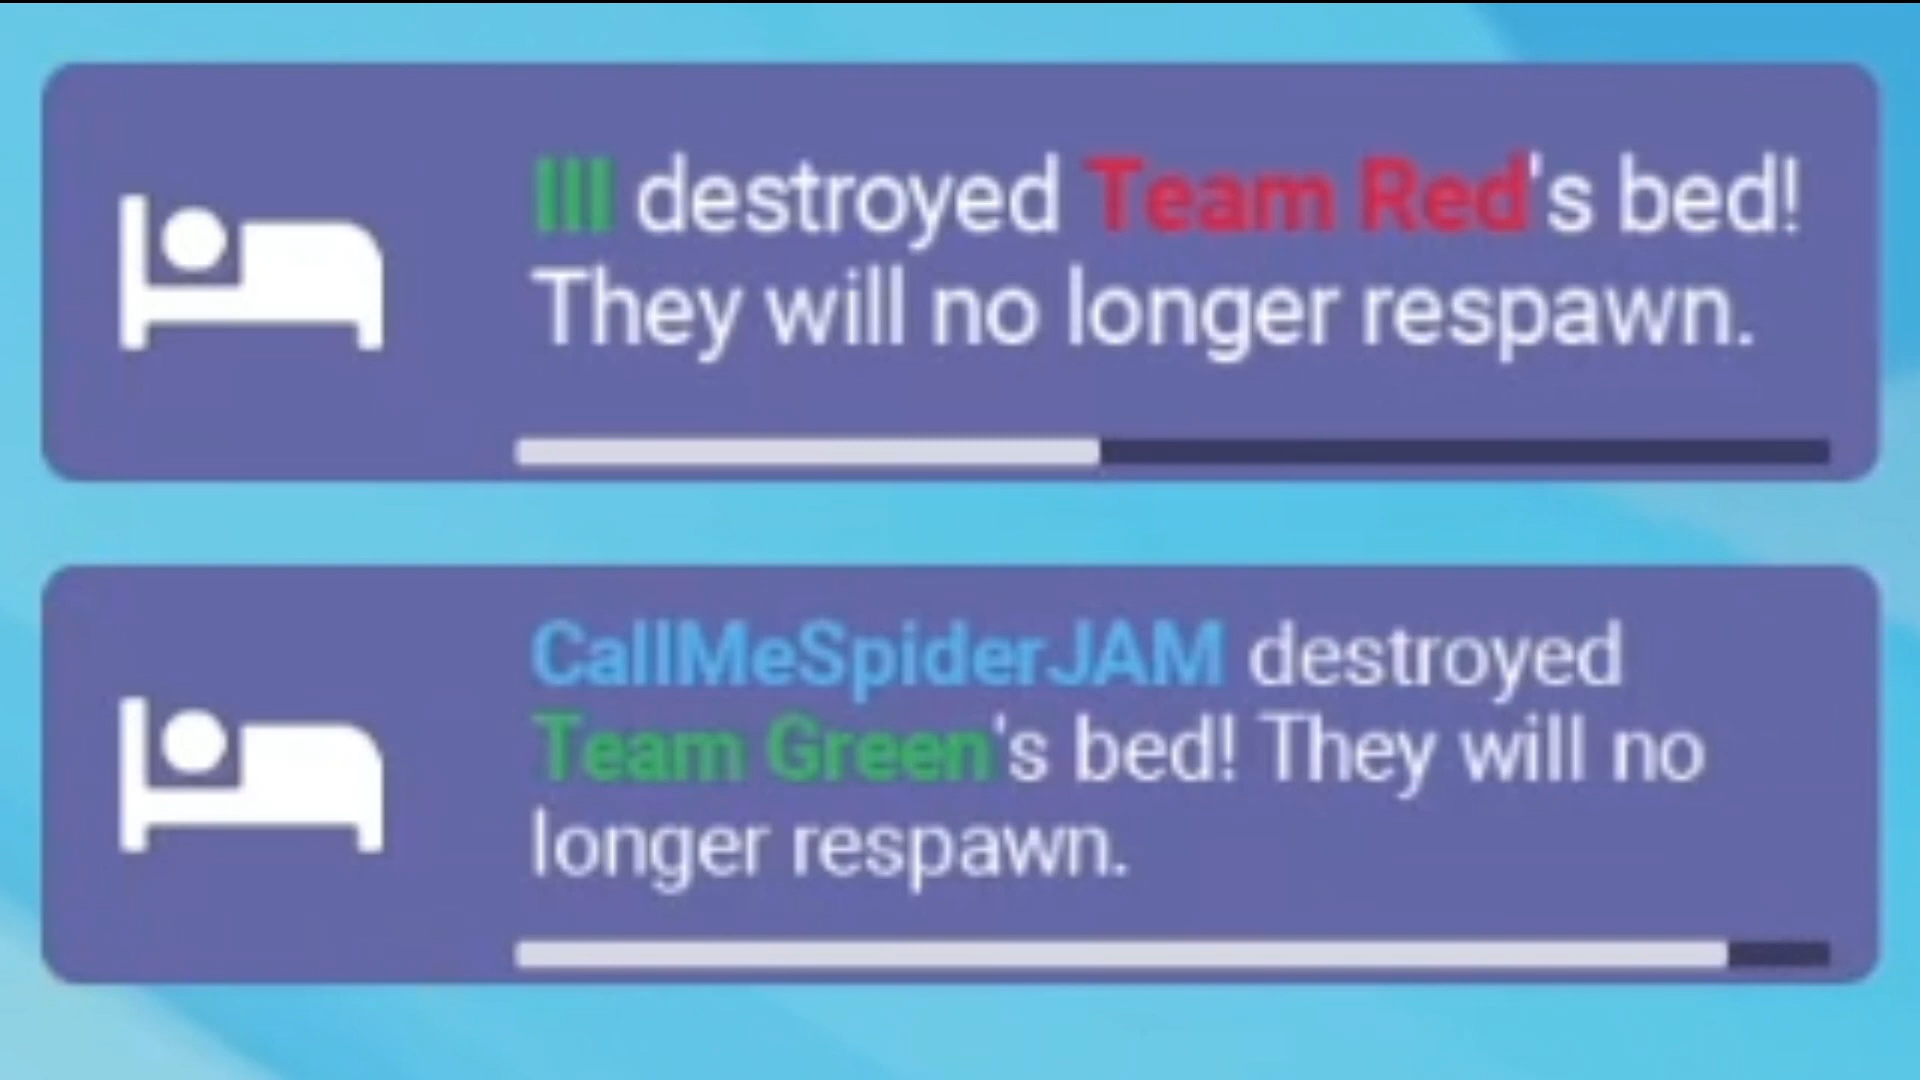 III destroyed Team Red's bed!
They will no longer respawn.
CallMeSpiderJAM destroyed
Team Green's bed! They will no
longer respawn.